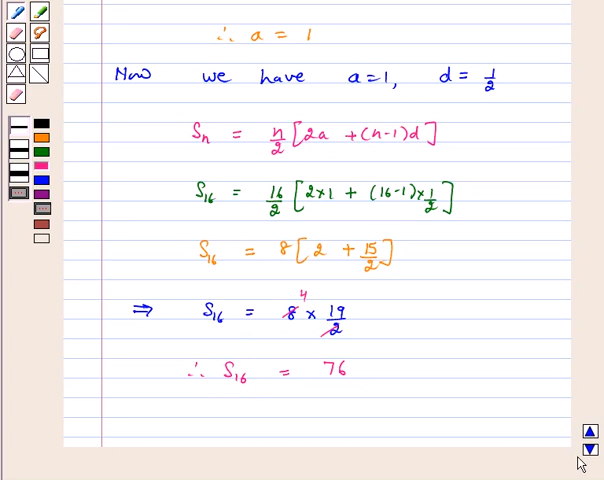 ∴ a = 1
Now we have a=1, d = 1/2
Sₙ = n/2 [2a + (n-1)d]
S₁₆ = 16/2 [2×1 + (16-1)×1/2]
S₁₆ = 8 [2 + 15/2]
⇒ S₁₆ = 8 4 × 19/2
∴ S₁₆ = 76